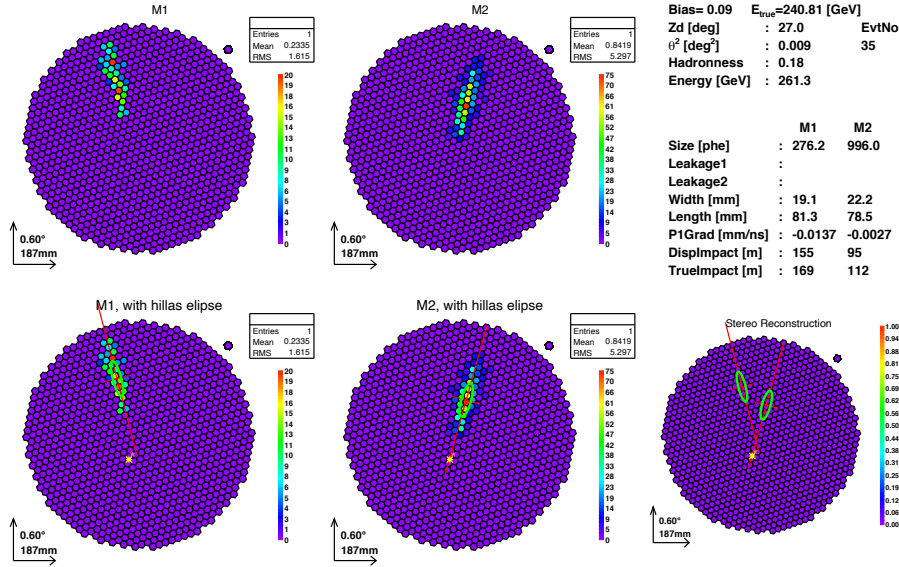 M1
Entries 1
Mean 0.2335
RMS 1.615
20
19
18
16
15
14
13
11
10
9
8
6
5
4
3
1
0
0.60°
187mm
M2
Entries 1
Mean 0.8419
RMS 5.297
75
71
66
61
57
52
47
43
38
33
28
24
19
14
9
5
0
0.60°
187mm
Bias= 0.09 E_true=240.81 [GeV]
Zd [deg] : 27.0 EvtNo
θ² [deg²] : 0.009 35
Hadronness : 0.18
Energy [GeV] : 261.3
M1 M2
Size [phe] : 276.2 996.0
Leakage1 :
Leakage2 :
Width [mm] : 19.1 22.2
Length [mm] : 81.3 78.5
P1Grad [mm/ns] : -0.0137 -0.0027
DispImpact [m] : 155 95
TrueImpact [m] : 169 112
M1, with hillas elipse
Entries 1
Mean 0.2335
RMS 1.615
20
0.60°
187mm
M2, with hillas elipse
Entries 1
Mean 0.8419
RMS 5.297
75
0.60°
187mm
Stereo Reconstruction
1.00
0.94
0.88
0.81
0.75
0.69
0.62
0.56
0.50
0.44
0.38
0.31
0.25
0.19
0.12
0.06
0.00
0.60°
187mm